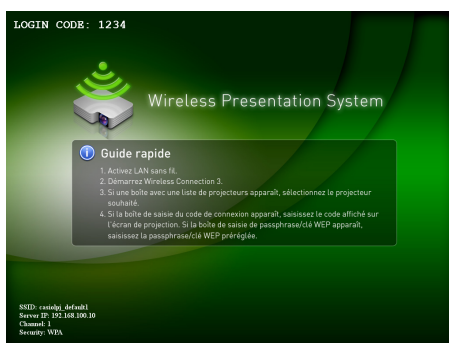 LOGIN CODE: 1234
Wireless Presentation System
Guide rapide
1. Activez LAN sans fil.
2. Démarrez Wireless Connection 3.
3. Si une boîte avec une liste de projecteurs apparaît, sélectionnez le projecteur
souhaité.
4. Si la boîte de saisie du code de connexion apparaît, saisissez le code affiché sur
l'écran de projection. Si la boîte de saisie de passphrase/clé WEP apparaît,
saisissez la passphrase/clé WEP préréglée.
SSID: casiolpj_default1
Server IP: 192.168.100.10
Channel: 1
Security: WPA